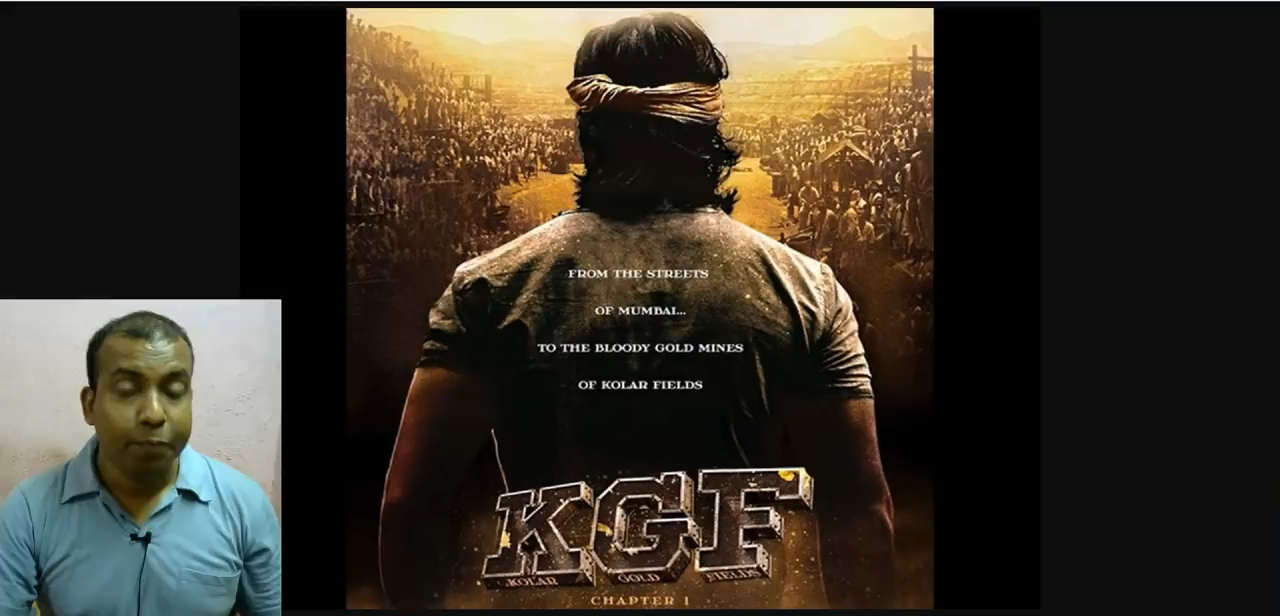 FROM THE STREETS
OF MUMBAI...
TO THE BLOODY GOLD MINES
OF KOLAR FIELDS
KGF
KOLAR GOLD FIELDS
CHAPTER 1